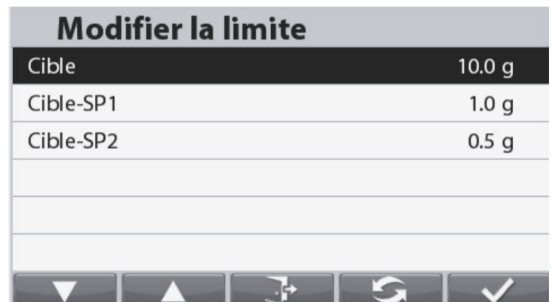 Modifier la limite
Cible 10.0 g
Cible-SP1 1.0 g
Cible-SP2 0.5 g